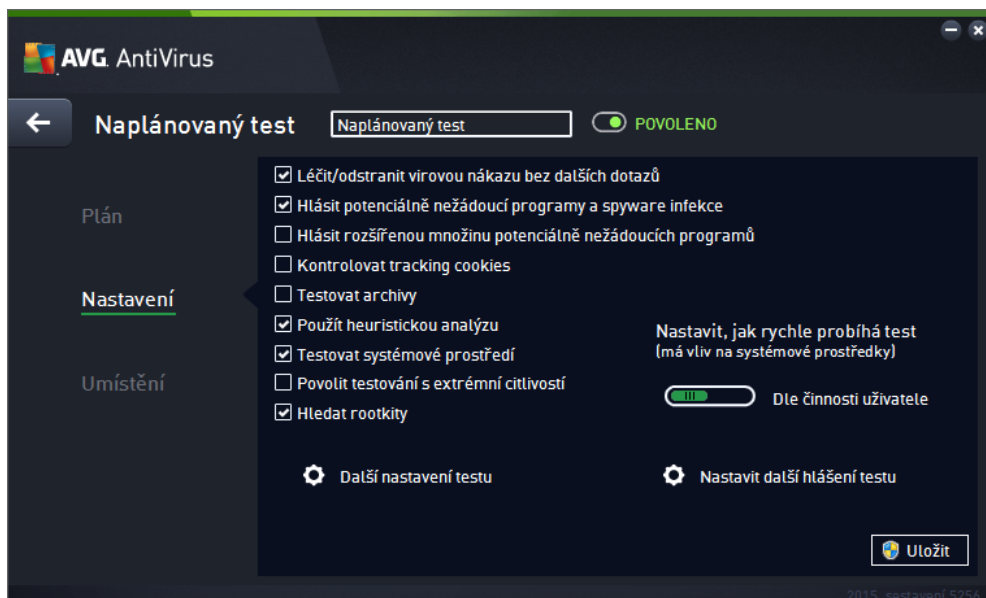 AVG. AntiVirus
Naplánovaný test
Naplánovaný test
POVOLENO
Plán
Nastavení
Umístění
Léčit/odstranit virovou nákazu bez dalších dotazů
Hlásit potenciálně nežádoucí programy a spyware infekce
Hlásit rozšířenou množinu potenciálně nežádoucích programů
Kontrolovat tracking cookies
Testovat archivy
Použít heuristickou analýzu
Testovat systémové prostředí
Povolit testování s extrémní citlivostí
Hledat rootkity
Nastavit, jak rychle probíhá test
(má vliv na systémové prostředky)
Dle činnosti uživatele
Další nastavení testu
Nastavit další hlášení testu
Uložit
2015, sestavení 5256